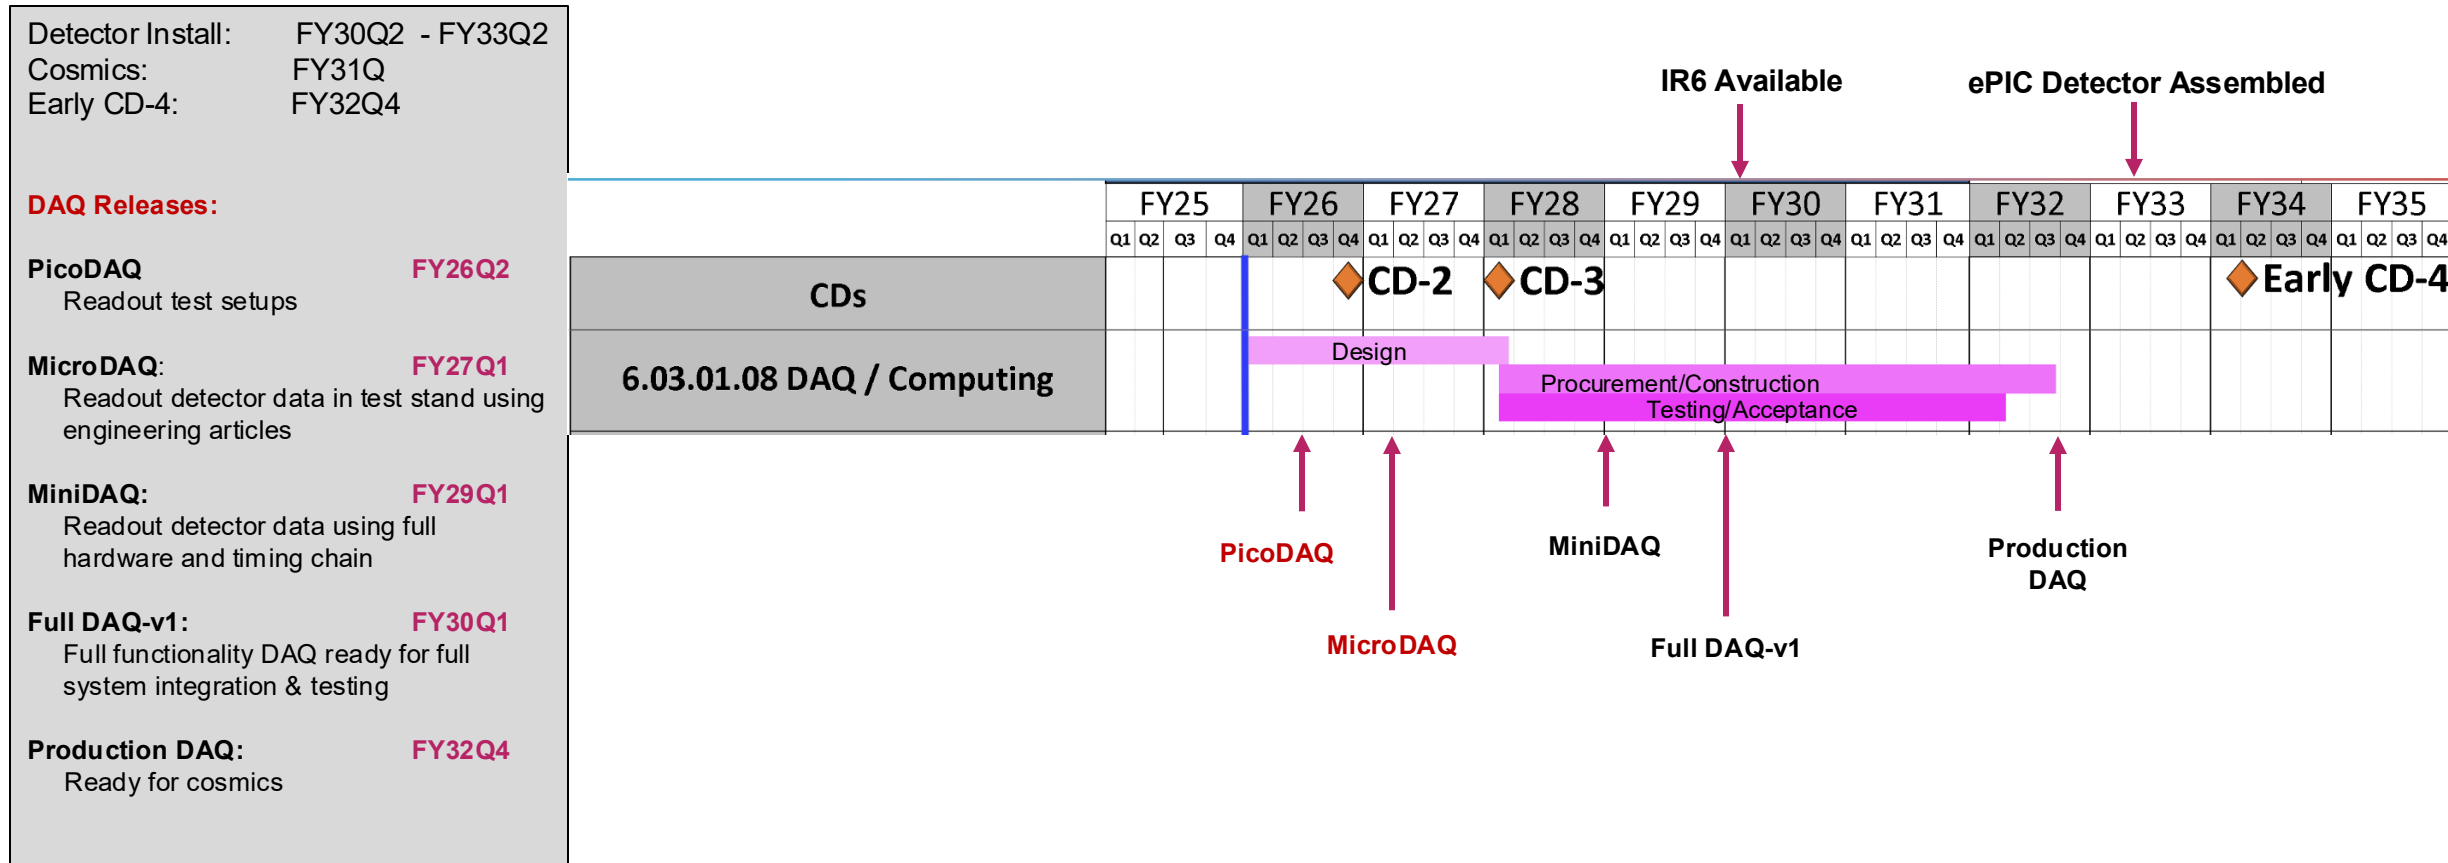 Detector Install: FY30Q2 - FY33Q2
Cosmics: FY31Q
Early CD-4: FY32Q4
DAQ Releases:
PicoDAQ FY26Q2
Readout test setups
MicroDAQ: FY27Q1
Readout detector data in test stand using
engineering articles
MiniDAQ: FY29Q1
Readout detector data using full
hardware and timing chain
Full DAQ-v1: FY30Q1
Full functionality DAQ ready for full
system integration & testing
Production DAQ: FY32Q4
Ready for cosmics
IR6 Available ePIC Detector Assembled
FY25 FY26 FY27 FY28 FY29 FY30 FY31 FY32 FY33 FY34 FY35
Q1 Q2 Q3 Q4 Q1 Q2 Q3 Q4 Q1 Q2 Q3 Q4 Q1 Q2 Q3 Q4 Q1 Q2 Q3 Q4 Q1 Q2 Q3 Q4 Q1 Q2 Q3 Q4 Q1 Q2 Q3 Q4 Q1 Q2 Q3 Q4 Q1 Q2 Q3 Q4 Q1 Q2 Q3 Q4
CDs CD-2 CD-3 Early CD-4
Design
6.03.01.08 DAQ / Computing
Procurement/Construction
Testing/Acceptance
PicoDAQ
MiniDAQ
Production
DAQ
MicroDAQ
Full DAQ-v1